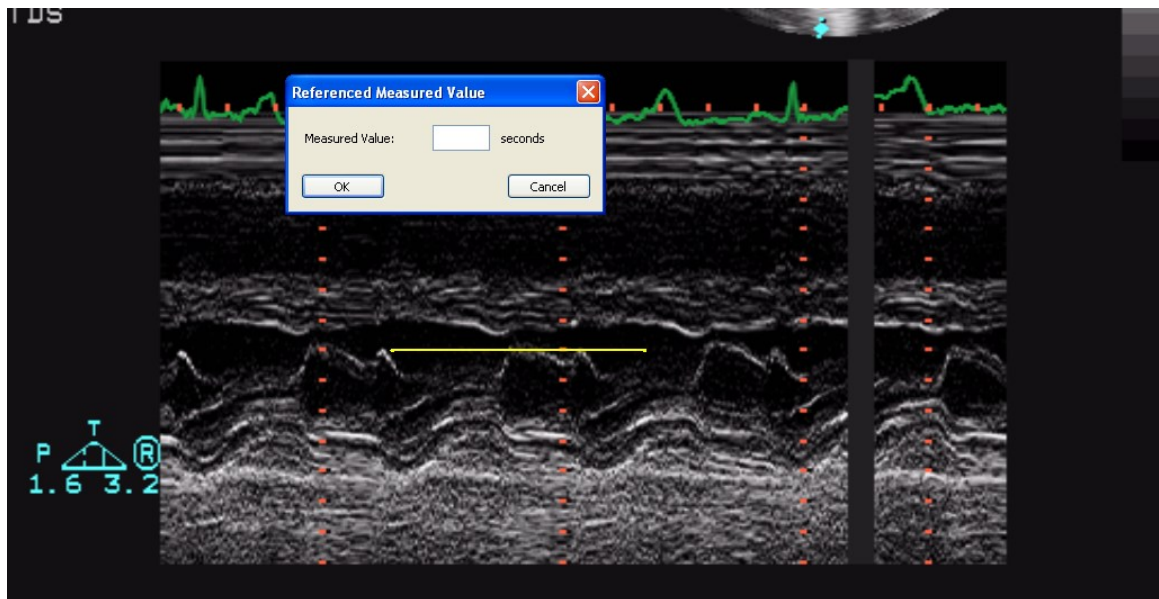 TDS
Referenced Measured Value
Measured Value: seconds
OK Cancel
T
P R
1.6 3.2